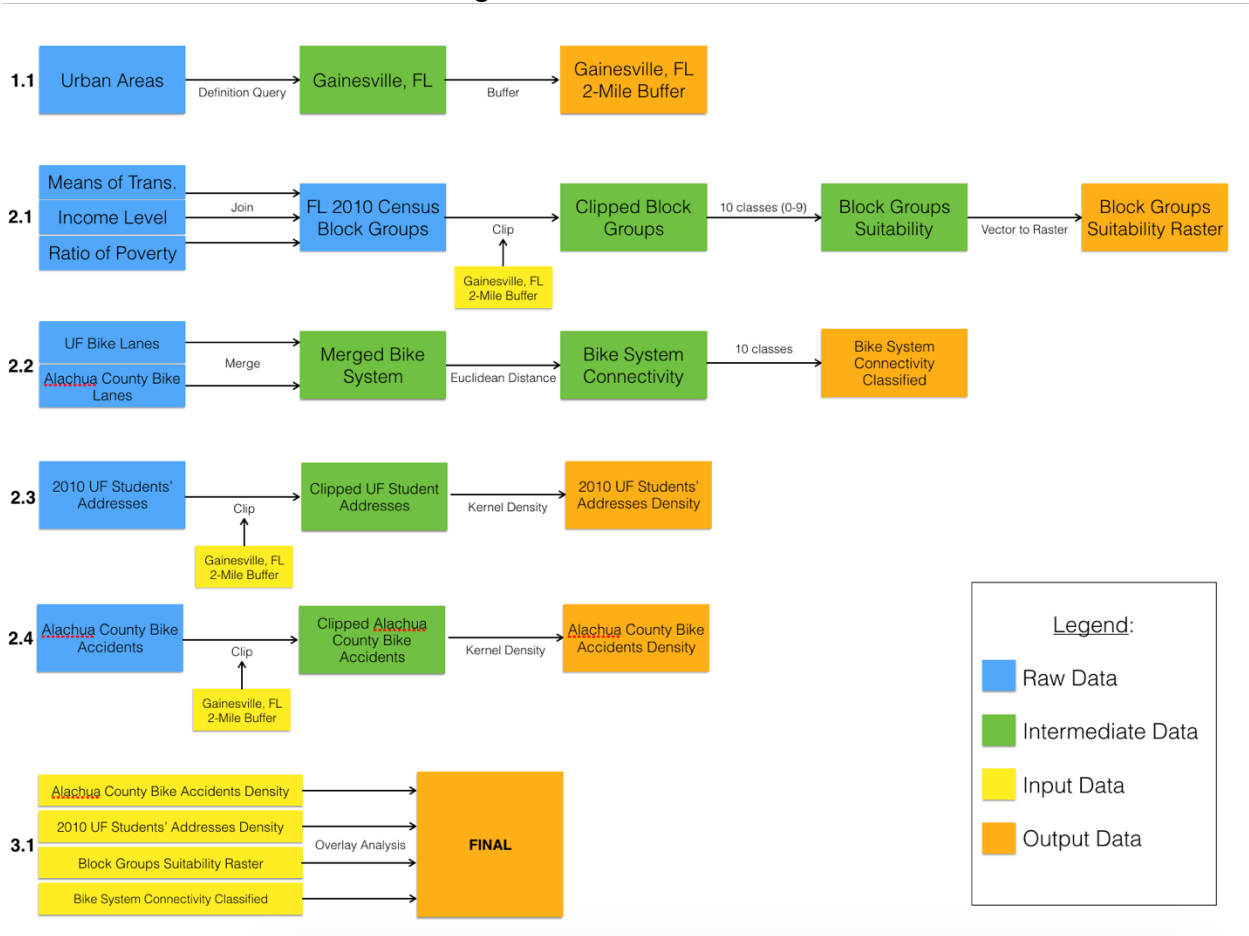 1.1
Urban Areas
Definition Query
Gainesville, FL
Buffer
Gainesville, FL
2-Mile Buffer
2.1
Means of Trans.
Income Level
Ratio of Poverty
Join
FL 2010 Census
Block Groups
Clip
Gainesville, FL
2-Mile Buffer
Clipped Block
Groups
10 classes (0-9)
Block Groups
Suitability
Vector to Raster
Block Groups
Suitability Raster
2.2
UF Bike Lanes
Alachua County Bike
Lanes
Merge
Merged Bike
System
Euclidean Distance
Bike System
Connectivity
10 classes
Bike System
Connectivity
Classified
2.3
2010 UF Students'
Addresses
Clip
Gainesville, FL
2-Mile Buffer
Clipped UF Student
Addresses
Kernel Density
2010 UF Students'
Addresses Density
2.4
Alachua County Bike
Accidents
Clip
Gainesville, FL
2-Mile Buffer
Clipped Alachua
County Bike
Accidents
Kernel Density
Alachua County Bike
Accidents Density
3.1
Alachua County Bike Accidents Density
2010 UF Students' Addresses Density
Block Groups Suitability Raster
Bike System Connectivity Classified
Overlay Analysis
FINAL
Legend:
Raw Data
Intermediate Data
Input Data
Output Data